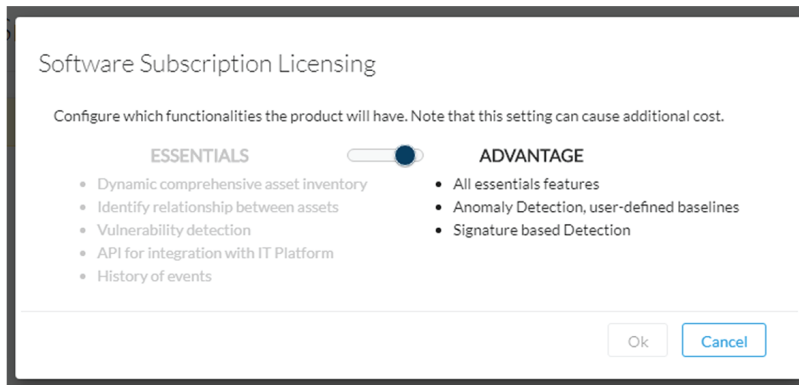 Software Subscription Licensing
Configure which functionalities the product will have. Note that this setting can cause additional cost.
ESSENTIALS
• Dynamic comprehensive asset inventory
• Identify relationship between assets
• Vulnerability detection
• API for integration with IT Platform
• History of events
ADVANTAGE
• All essentials features
• Anomaly Detection, user-defined baselines
• Signature based Detection
Ok
Cancel